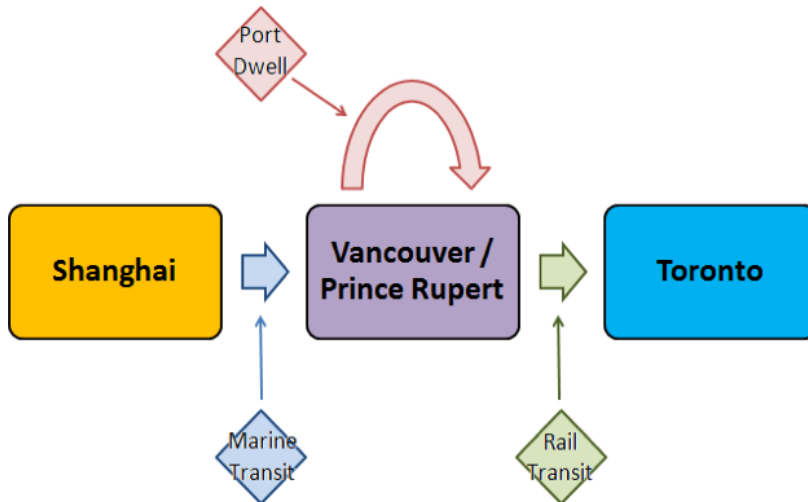 Port
Dwell
Shanghai
Vancouver /
Prince Rupert
Toronto
Marine
Transit
Rail
Transit